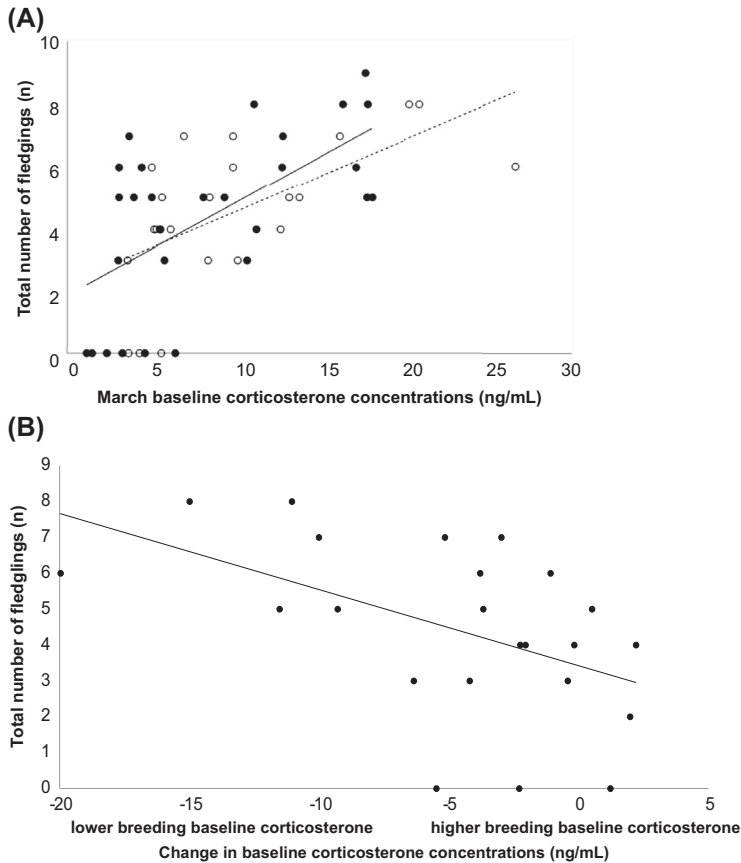 (A)
10
8
6
4
2
0
Total number of fledgings (n)
0 5 10 15 20 25 30
March baseline corticosterone concentrations (ng/mL)
(B)
9
8
7
6
5
4
3
2
1
0
Total number of fledglings (n)
-20 -15 -10 -5 0 5
lower breeding baseline corticosterone higher breeding baseline corticosterone
Change in baseline corticosterone concentrations (ng/mL)